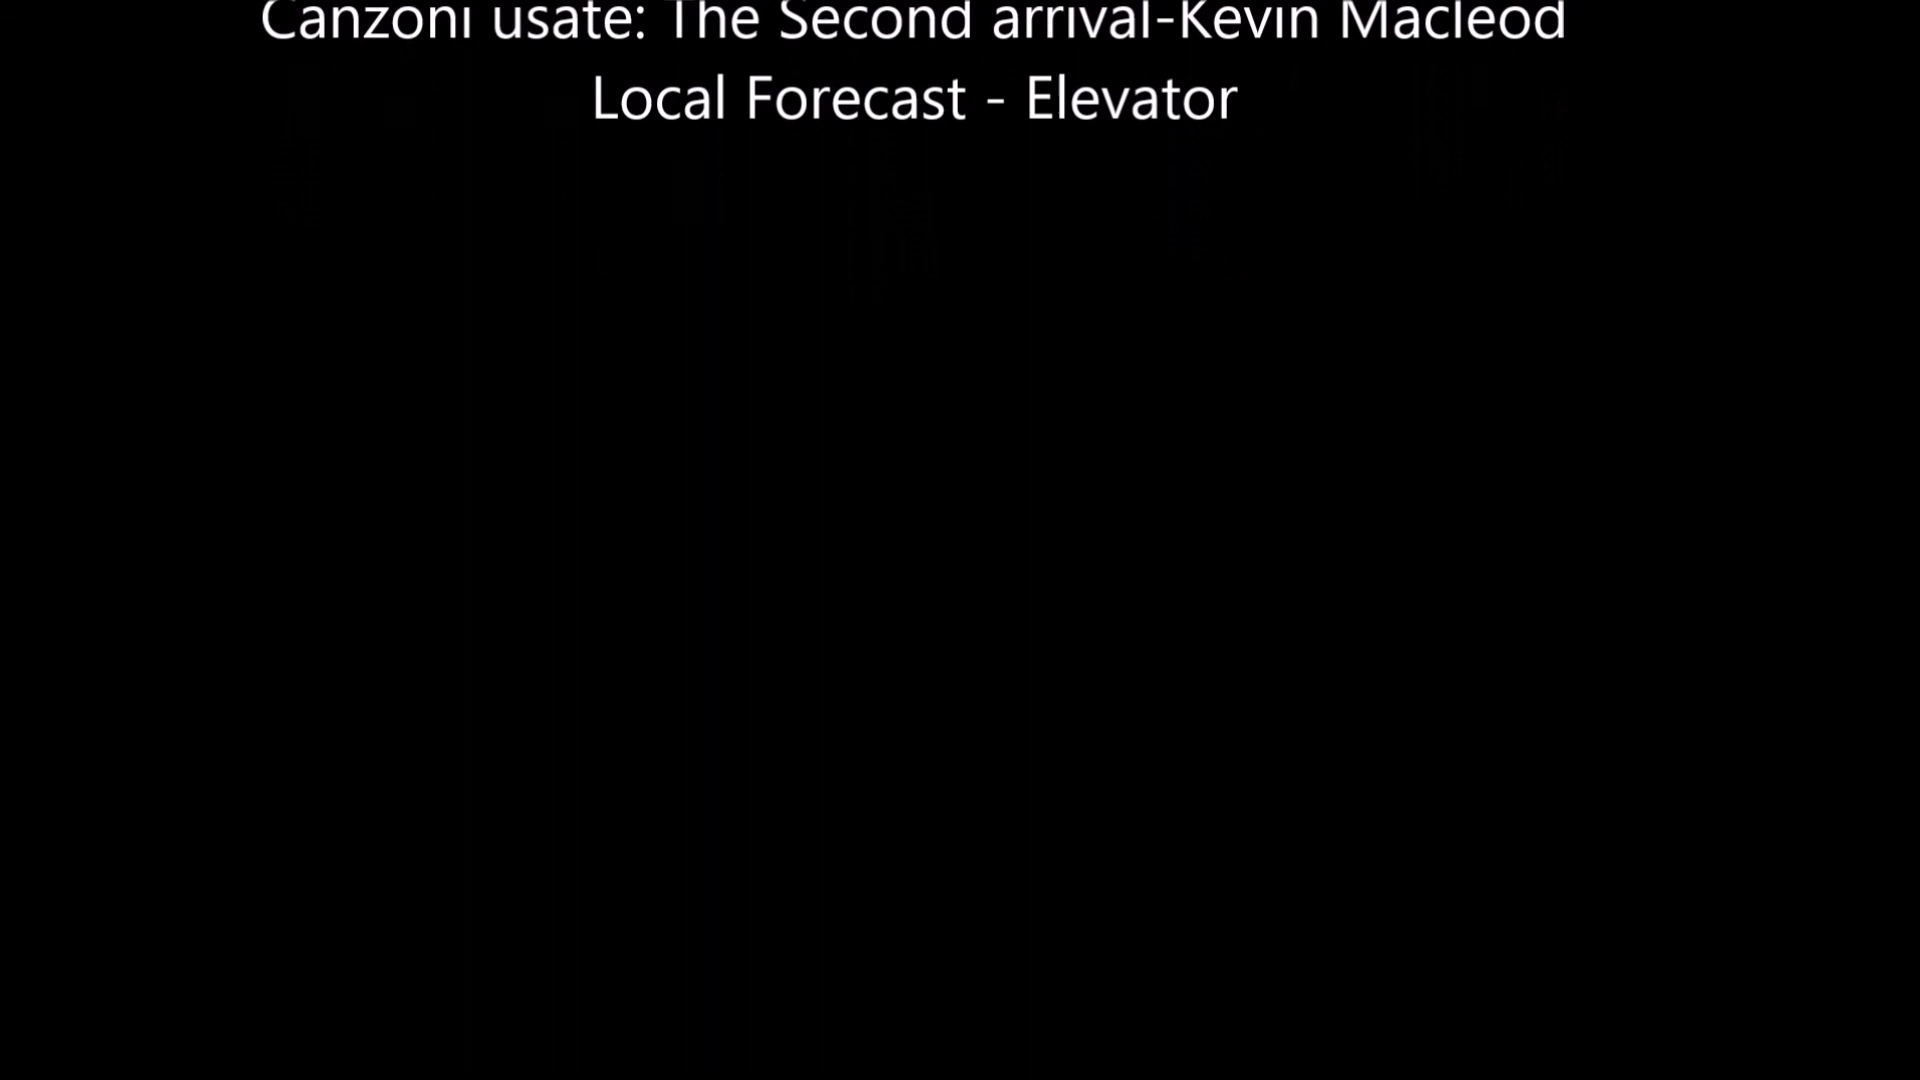 Canzoni usate: The Second arrival-Kevin Macleod
Local Forecast - Elevator